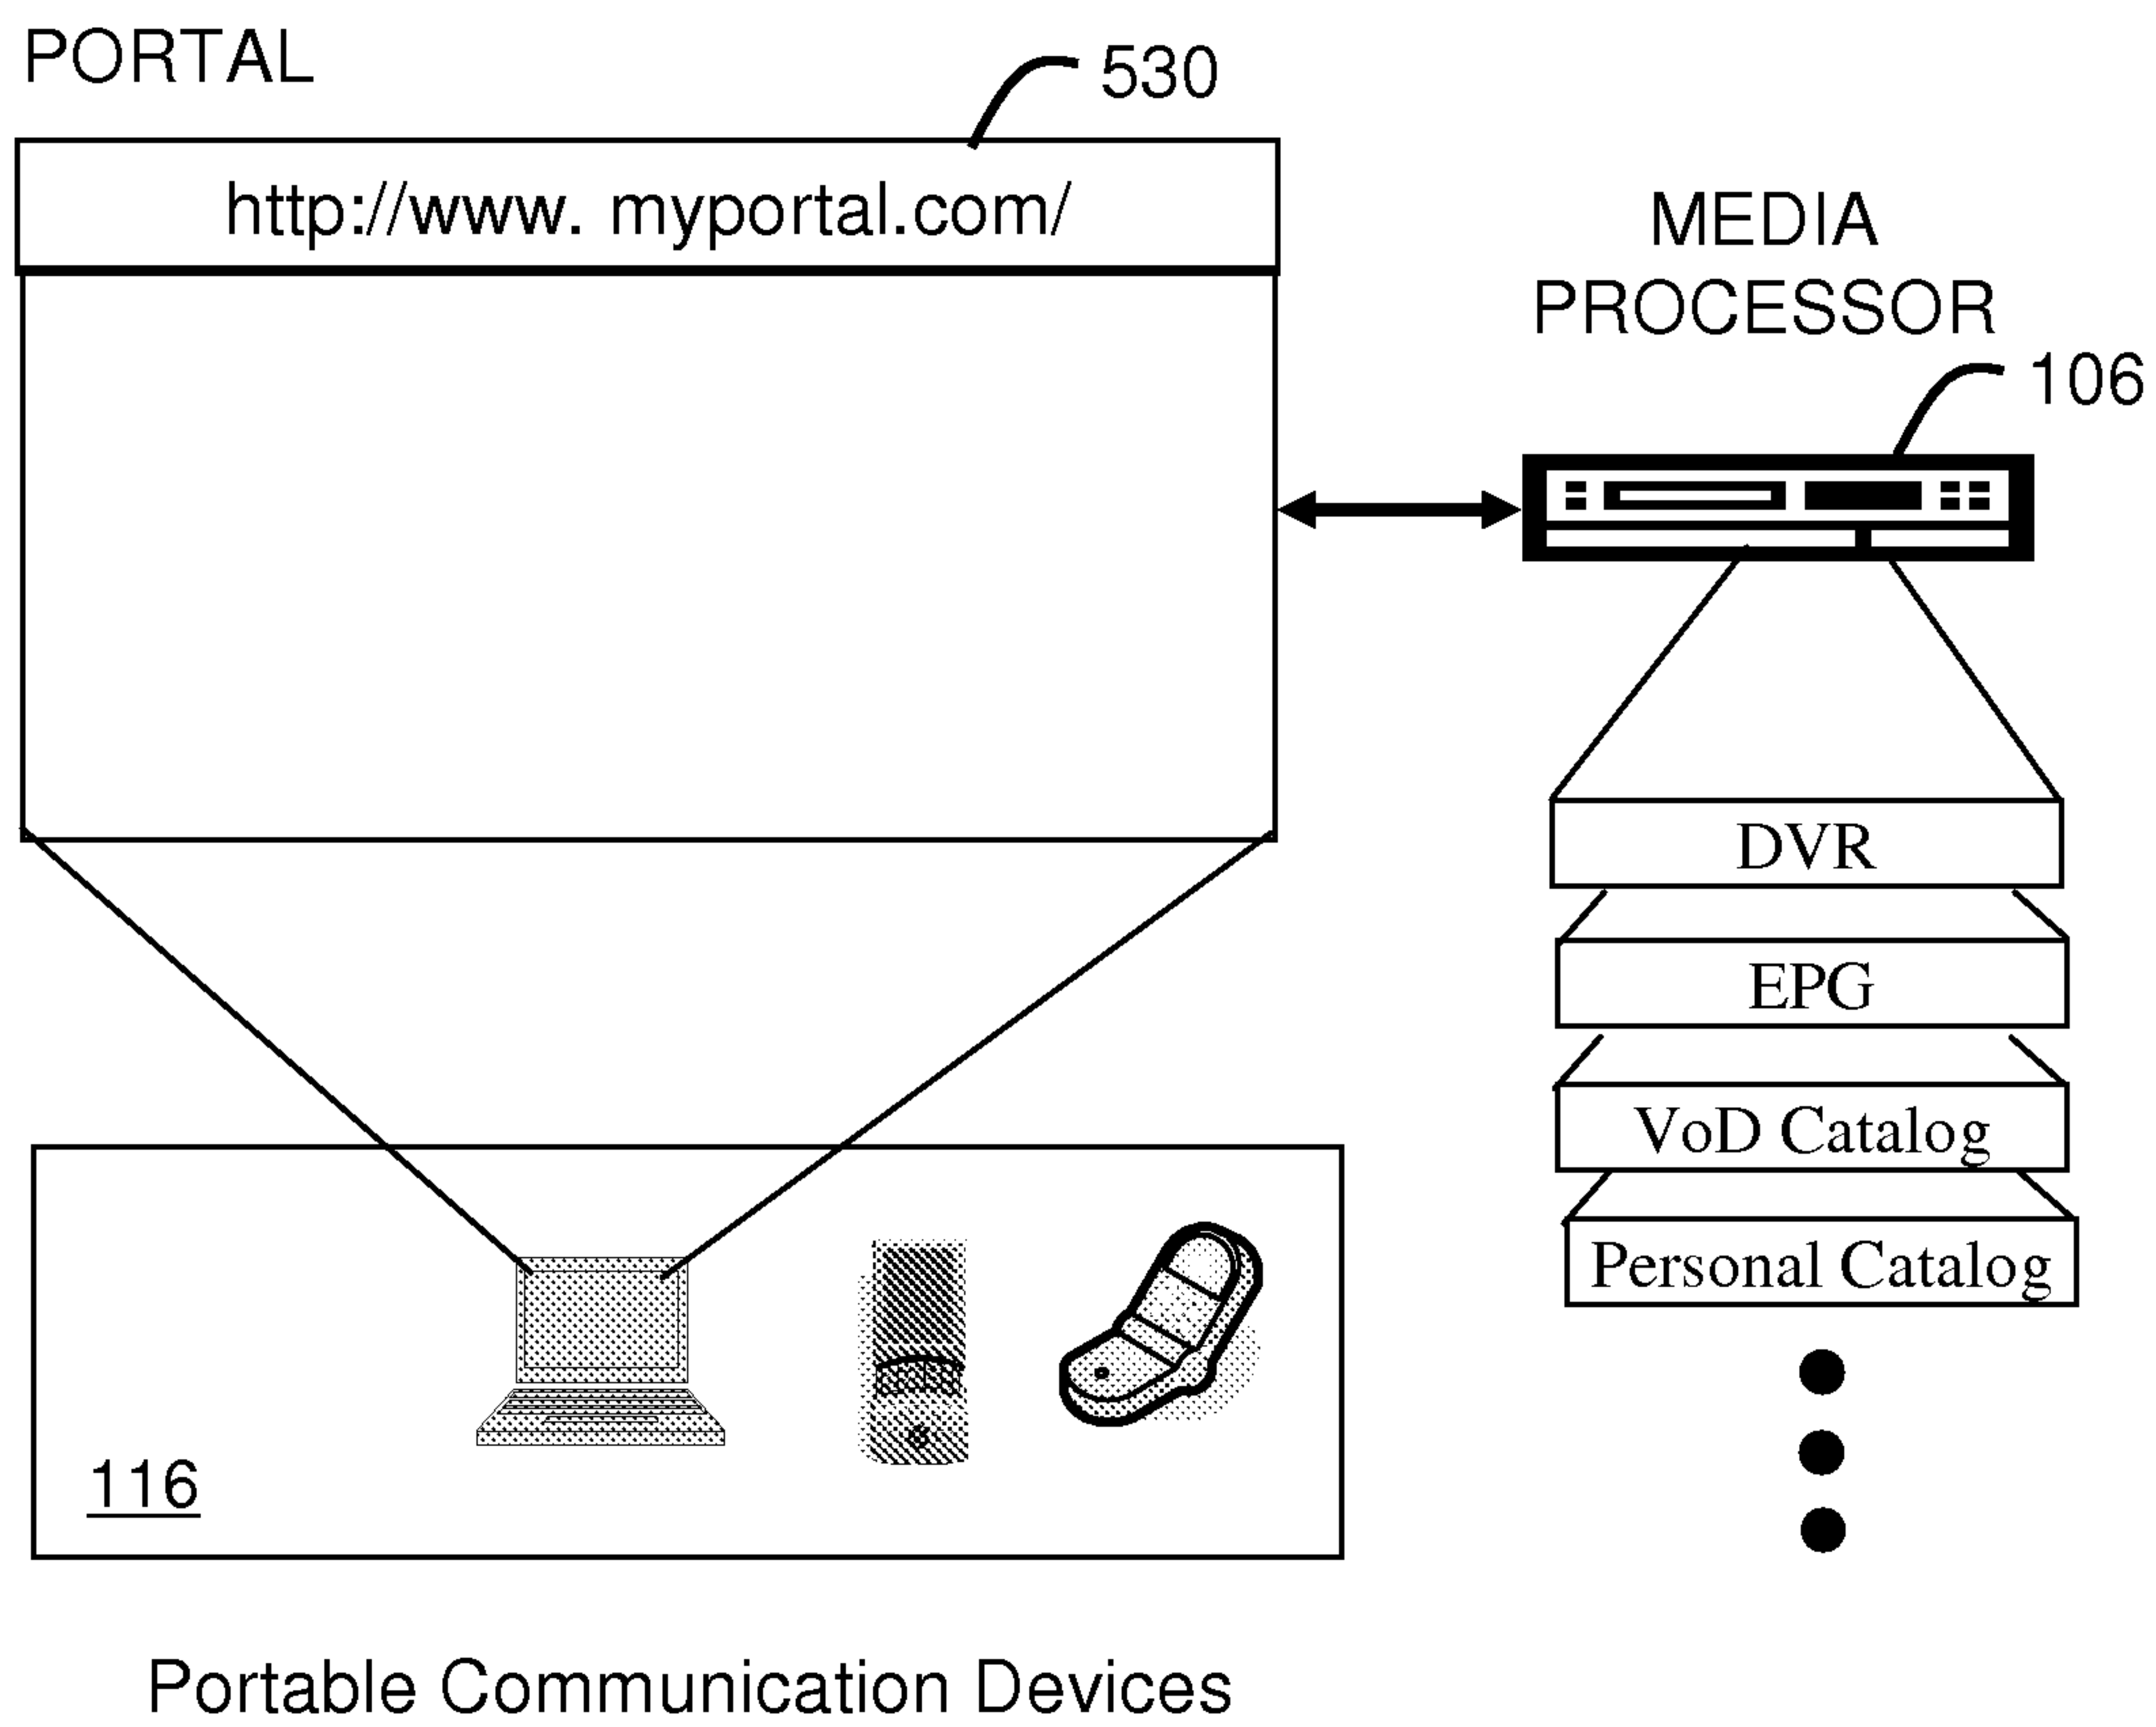 PORTAL
530
http://www. myportal.com/
MEDIA
PROCESSOR
106
DVR
EPG
VoD Catalog
Personal Catalog
116
Portable Communication Devices